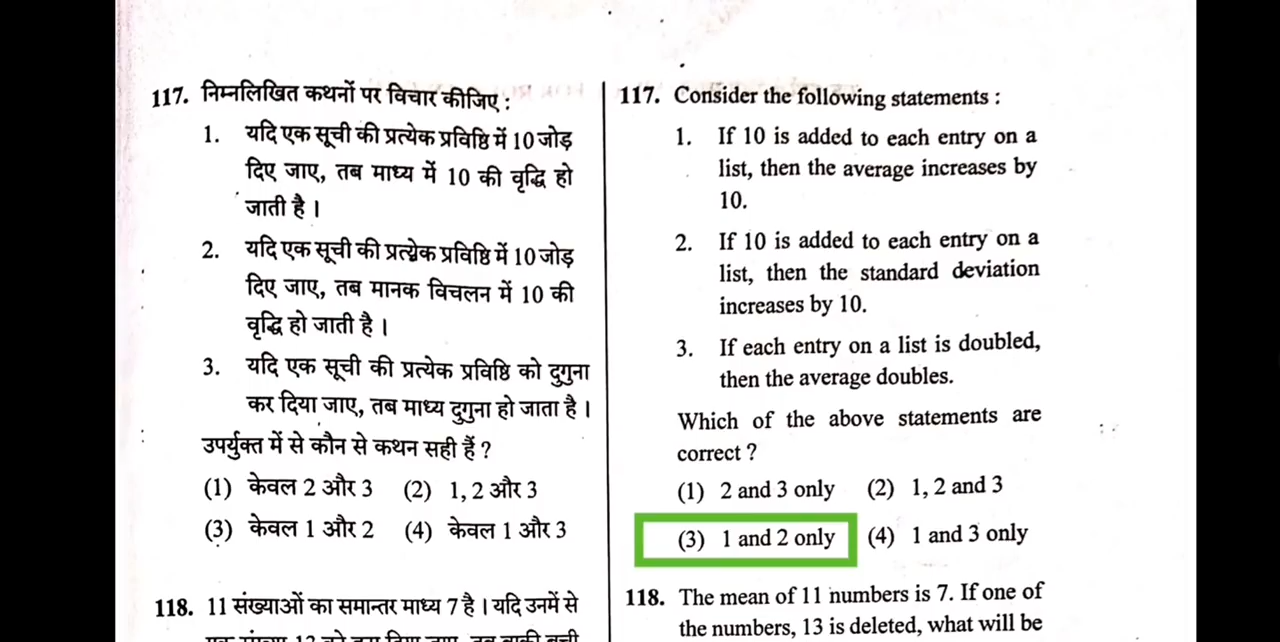 117. निम्नलिखित कथनों पर विचार कीजिए :
1. यदि एक सूची की प्रत्येक प्रविष्ठि में 10 जोड़
दिए जाए, तब माध्य में 10 की वृद्धि हो
जाती है ।
2. यदि एक सूची की प्रत्येक प्रविष्ठि में 10 जोड़
दिए जाए, तब मानक विचलन में 10 की
वृद्धि हो जाती है ।
3. यदि एक सूची की प्रत्येक प्रविष्ठि को दुगुना
कर दिया जाए, तब माध्य दुगुना हो जाता है ।
उपर्युक्त में से कौन से कथन सही हैं ?
(1) केवल 2 और 3 (2) 1, 2 और 3
(3) केवल 1 और 2 (4) केवल 1 और 3
118. 11 संख्याओं का समान्तर माध्य 7 है । यदि उनमें से
117. Consider the following statements :
1. If 10 is added to each entry on a
list, then the average increases by
10.
2. If 10 is added to each entry on a
list, then the standard deviation
increases by 10.
3. If each entry on a list is doubled,
then the average doubles.
Which of the above statements are
correct ?
(1) 2 and 3 only (2) 1, 2 and 3
(3) 1 and 2 only (4) 1 and 3 only
118. The mean of 11 numbers is 7. If one of
the numbers, 13 is deleted, what will be